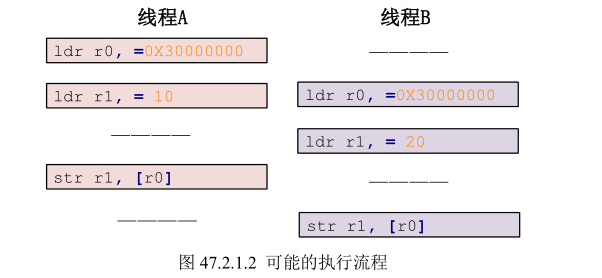 线程A 线程B
ldr r0, =0X30000000 ————
ldr r1, = 10 ldr r0, =0X30000000
———— ldr r1, = 20
str r1, [r0] ————
———— str r1, [r0]
图 47.2.1.2 可能的执行流程